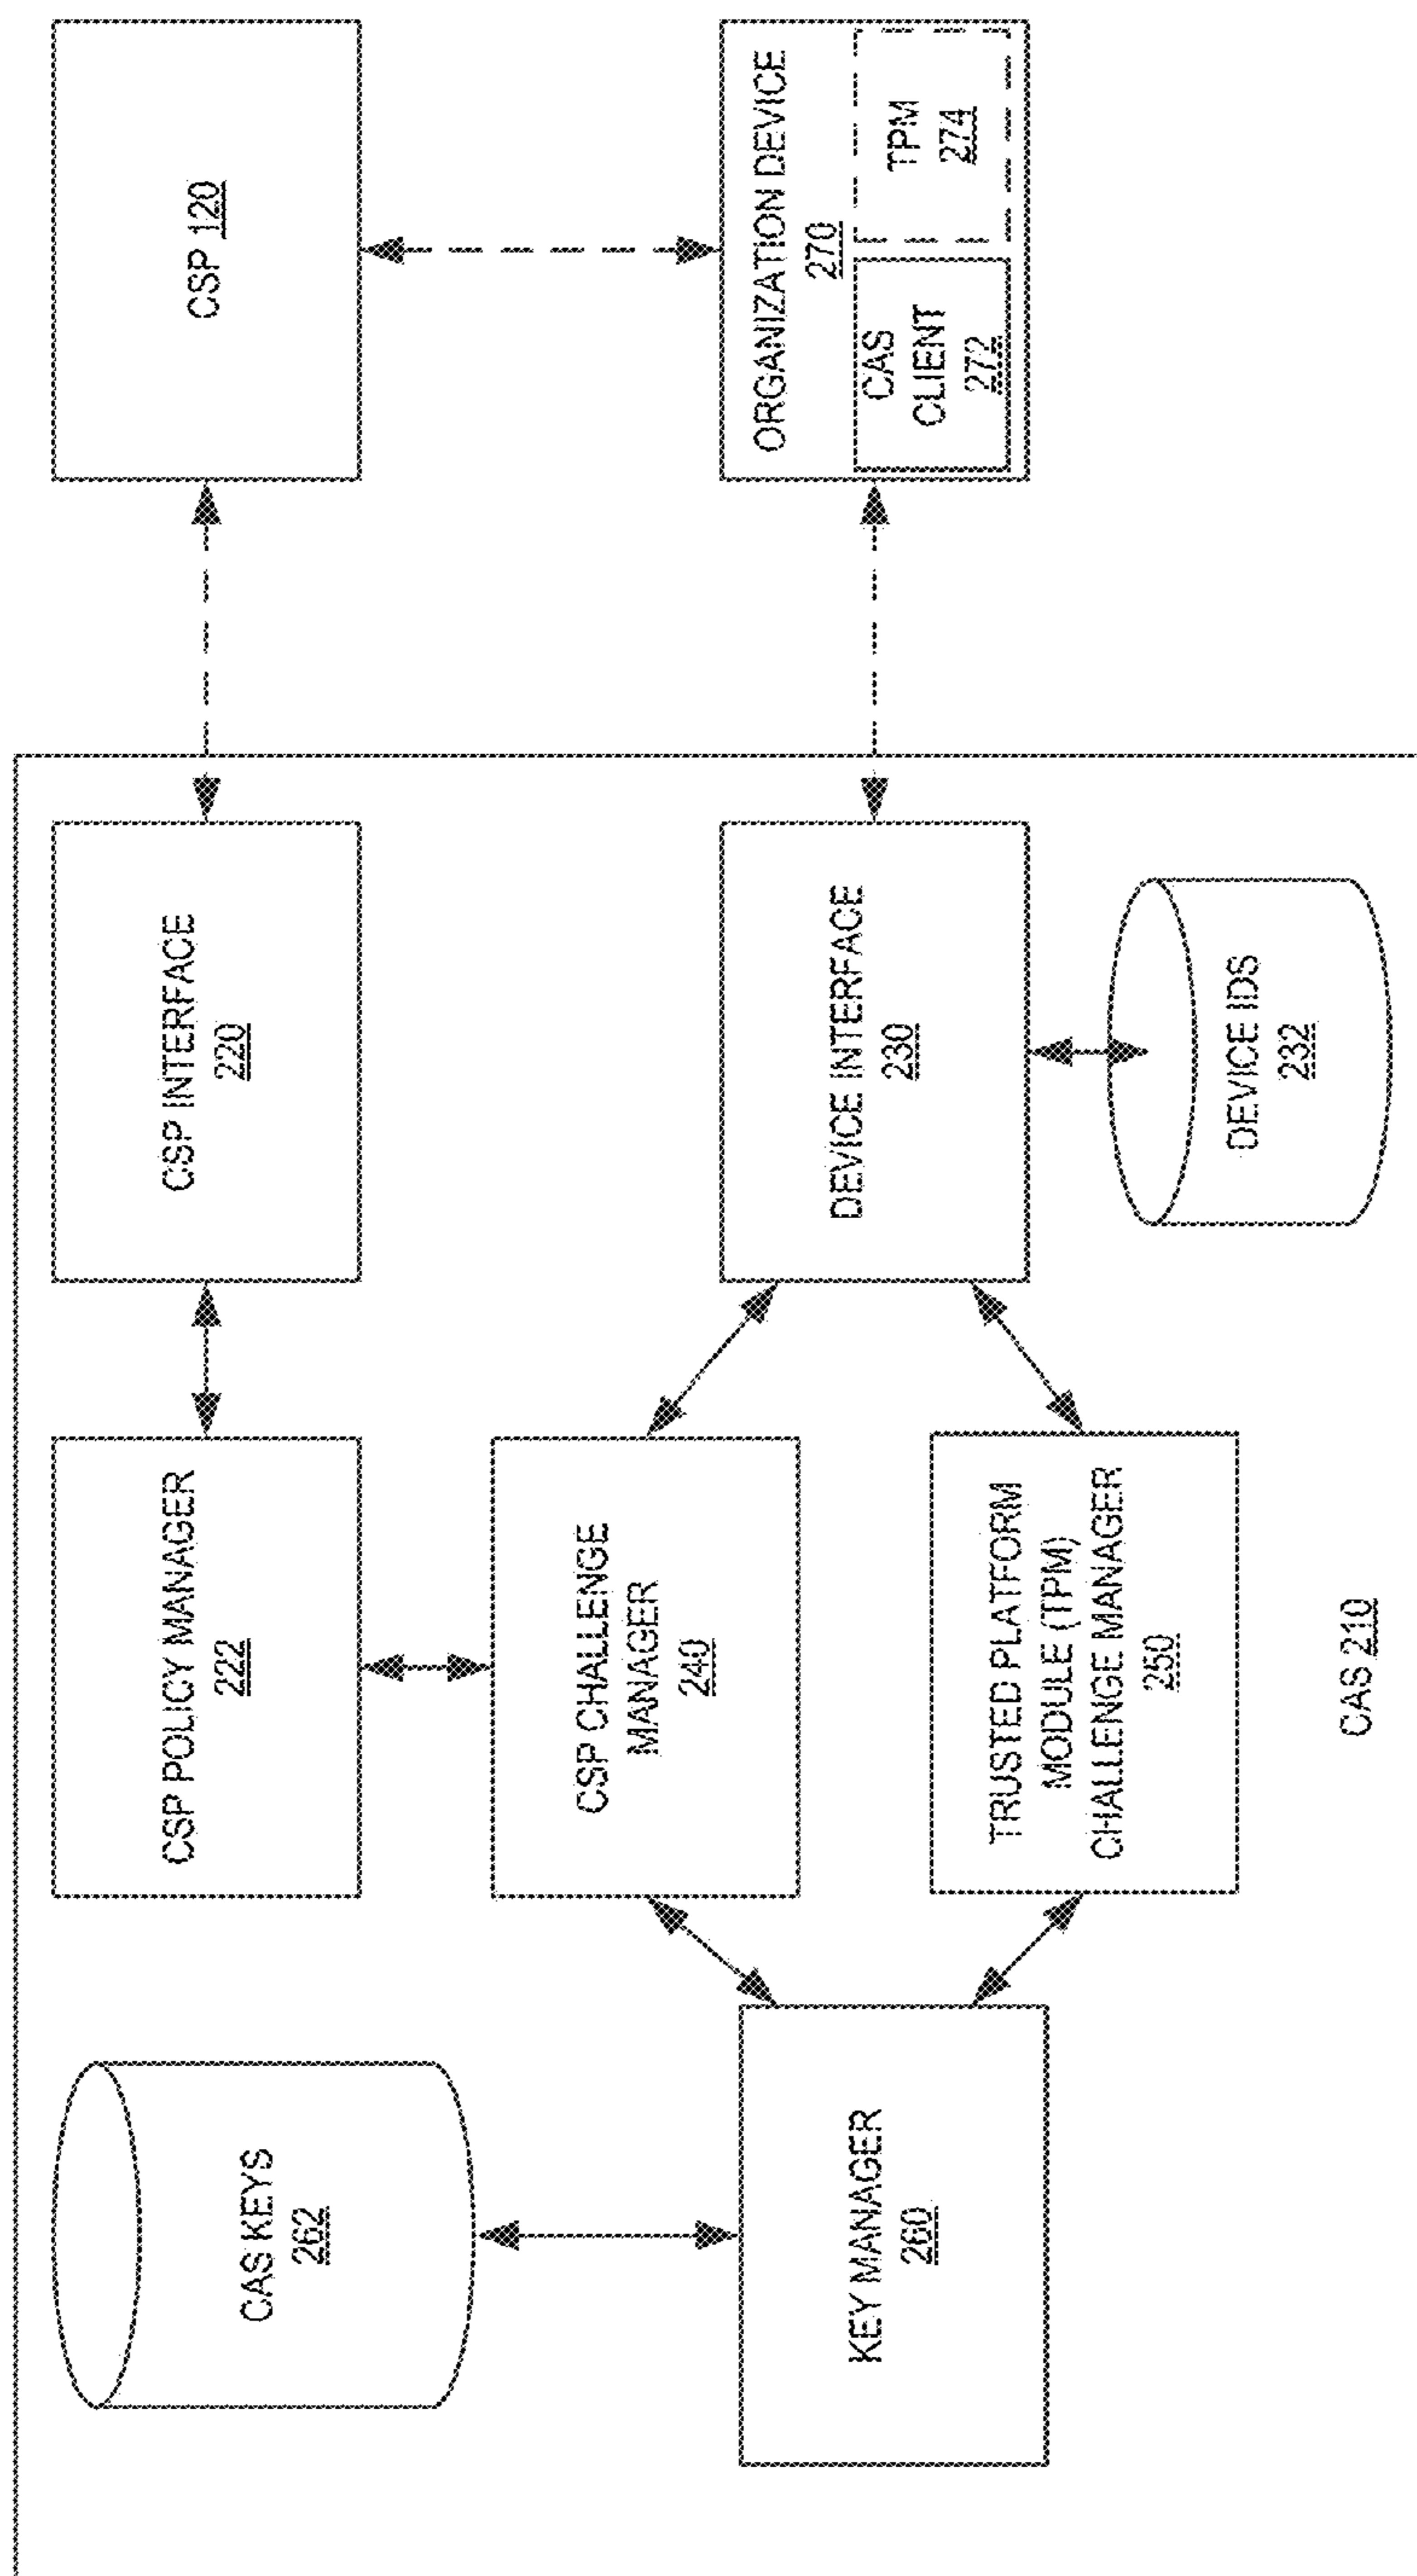 CAS KEYS
262
CSP POLICY MANAGER
222
CSP INTERFACE
220
CSP 120
CSP CHALLENGE
MANAGER
240
KEY MANAGER
260
DEVICE INTERFACE
230
ORGANIZATION DEVICE
270
CAS
CLIENT
272
TPM
274
TRUSTED PLATFORM
MODULE (TPM)
CHALLENGE MANAGER
250
DEVICE IDS
232
CAS 210